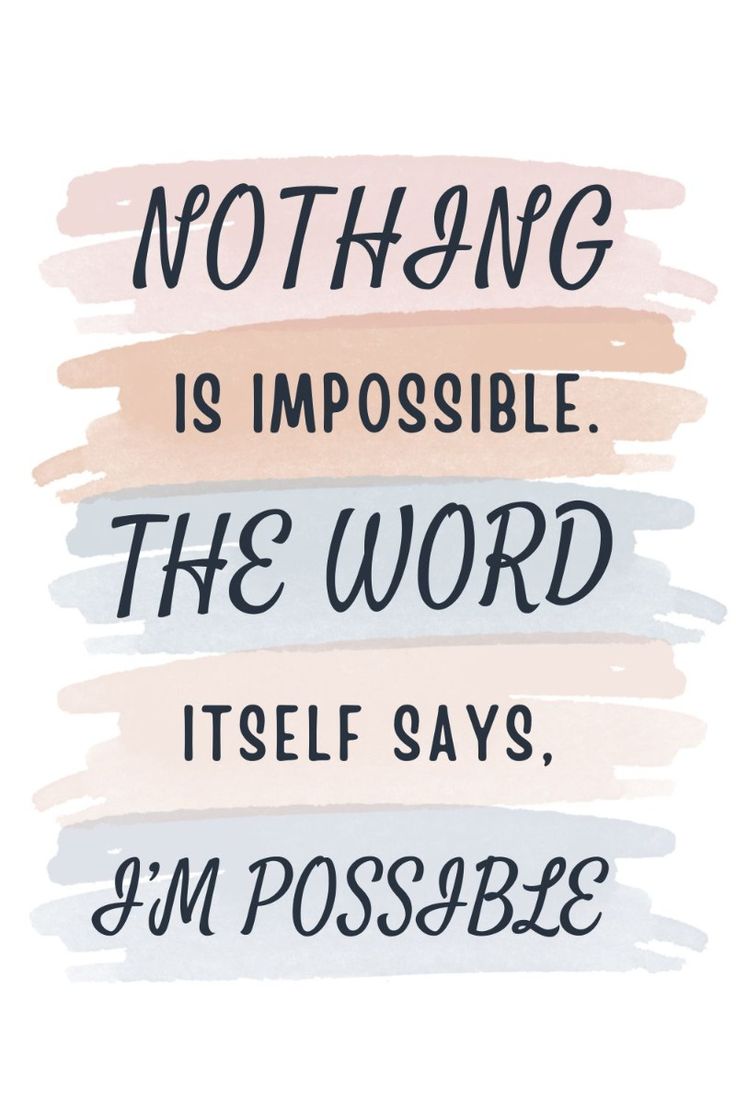 NOTHING
IS IMPOSSIBLE.
THE WORD
ITSELF SAYS,
I'M POSSIBLE